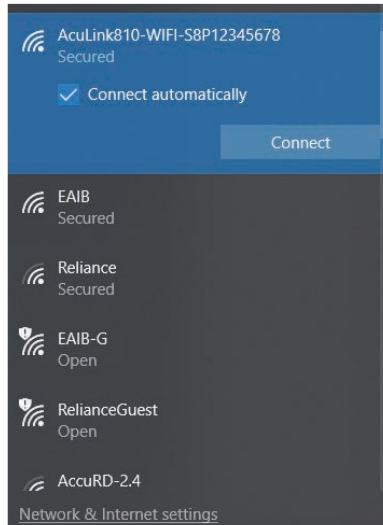 AcuLink810-WIFI-S8P12345678
Secured
Connect automatically
Connect
EAIB
Secured
Reliance
Secured
EAIB-G
Open
RelianceGuest
Open
AccuRD-2.4
Network & Internet settings